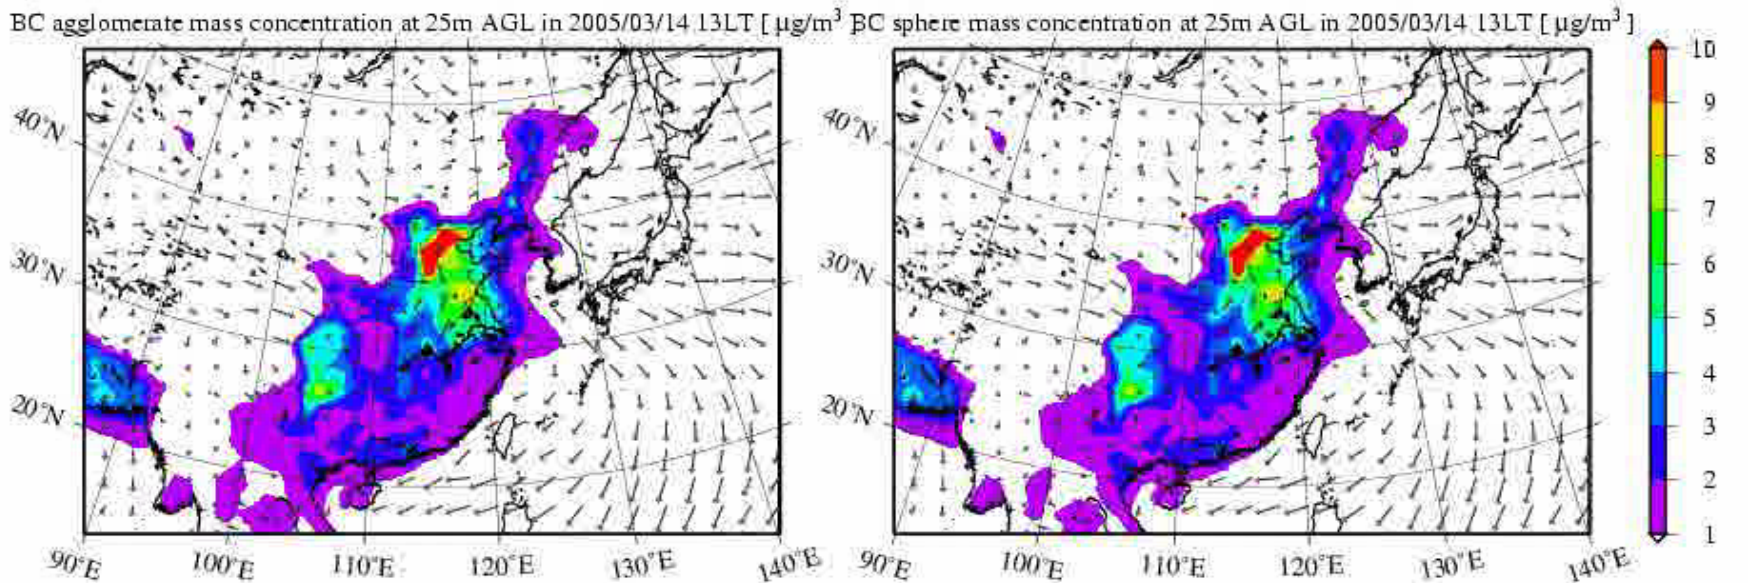 BC agglomerate mass concentration at 25m AGL in 2005/03/14 13LT [ µg/m³ ]
BC sphere mass concentration at 25m AGL in 2005/03/14 13LT [ µg/m³ ]
40°N
30°N
20°N
90°E 100°E 110°E 120°E 130°E 140°E
40°N
30°N
20°N
90°E 100°E 110°E 120°E 130°E 140°E
10
9
8
7
6
5
4
3
2
1